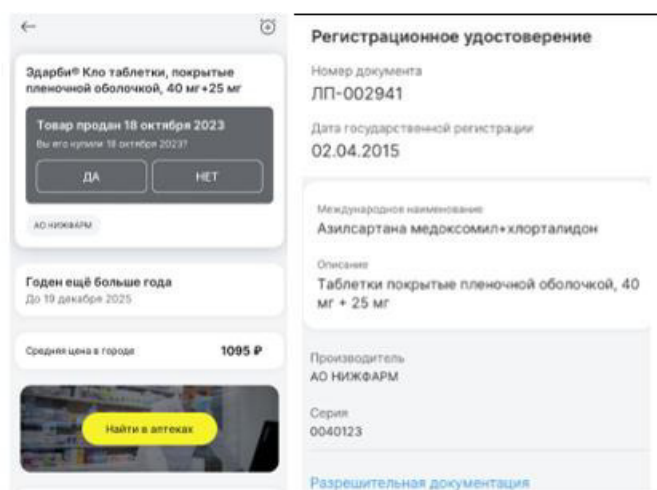 Эдарби® Кло таблетки, покрытые
пленочной оболочкой, 40 мг+25 мг
Товар продан 18 октября 2023
Вы его купили 18 октября 2023?
ДА
НЕТ
АО НИЖФАРМ
Годен ещё больше года
До 19 декабря 2025
Средняя цена в городе
1095 ₽
Найти в аптеках
Регистрационное удостоверение
Номер документа
ЛП-002941
Дата государственной регистрации
02.04.2015
Международное наименование
Азилсартана медоксомил+хлорталидон
Описание
Таблетки покрытые пленочной оболочкой, 40
мг + 25 мг
Производитель
АО НИЖФАРМ
Серия
0040123
Разрешительная документация